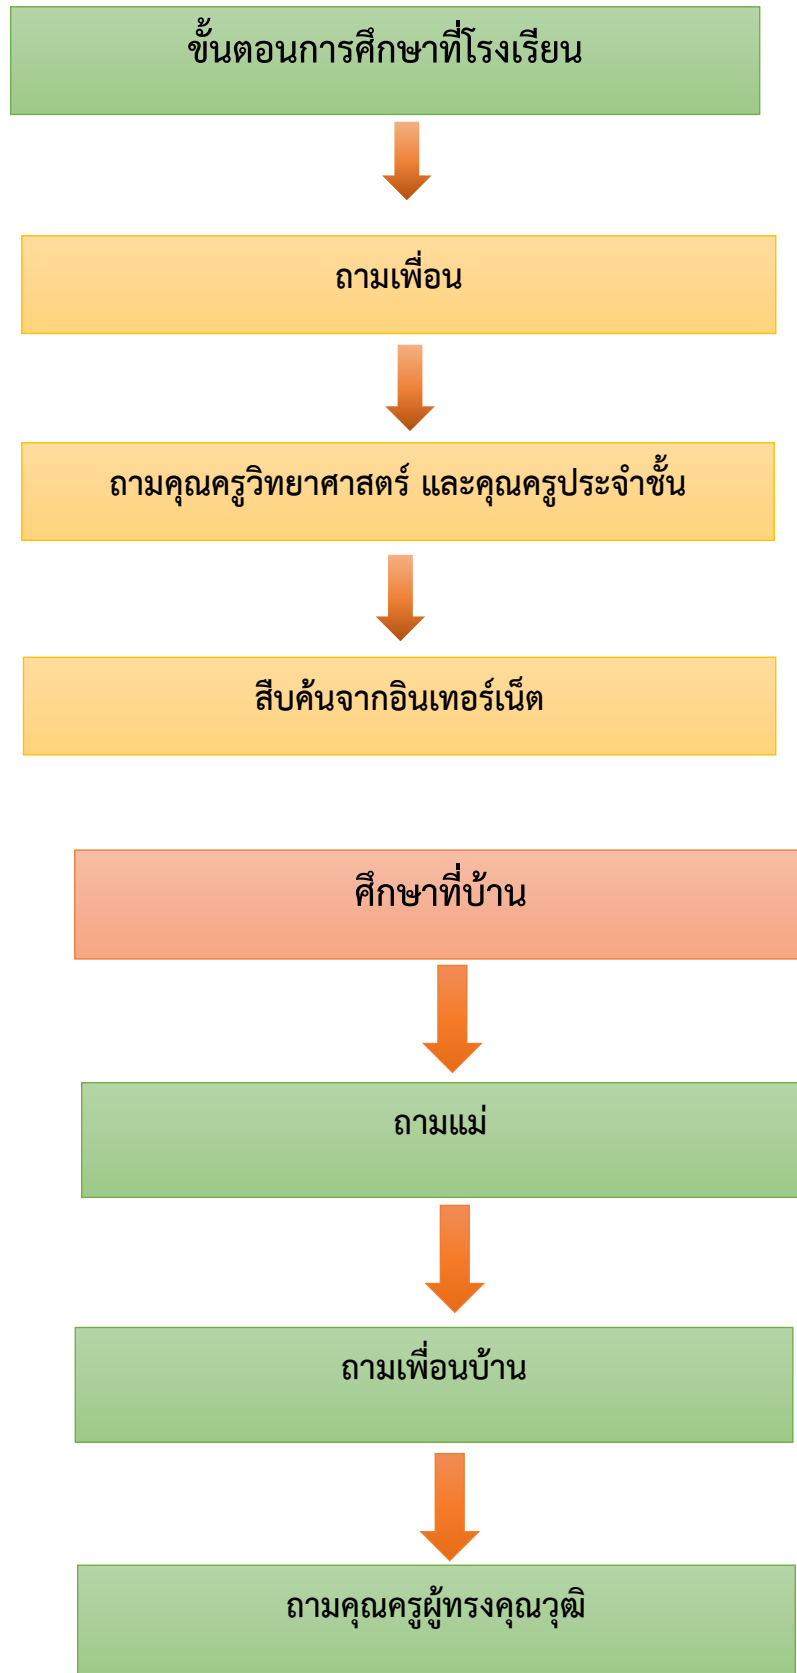 ขั้นตอนการศึกษาที่โรงเรียน
ถามเพื่อน
ถามคุณครูวิทยาศาสตร์ และคุณครูประจำชั้น
สืบค้นจากอินเทอร์เน็ต
ศึกษาที่บ้าน
ถามแม่
ถามเพื่อนบ้าน
ถามคุณครูผู้ทรงคุณวุฒิ